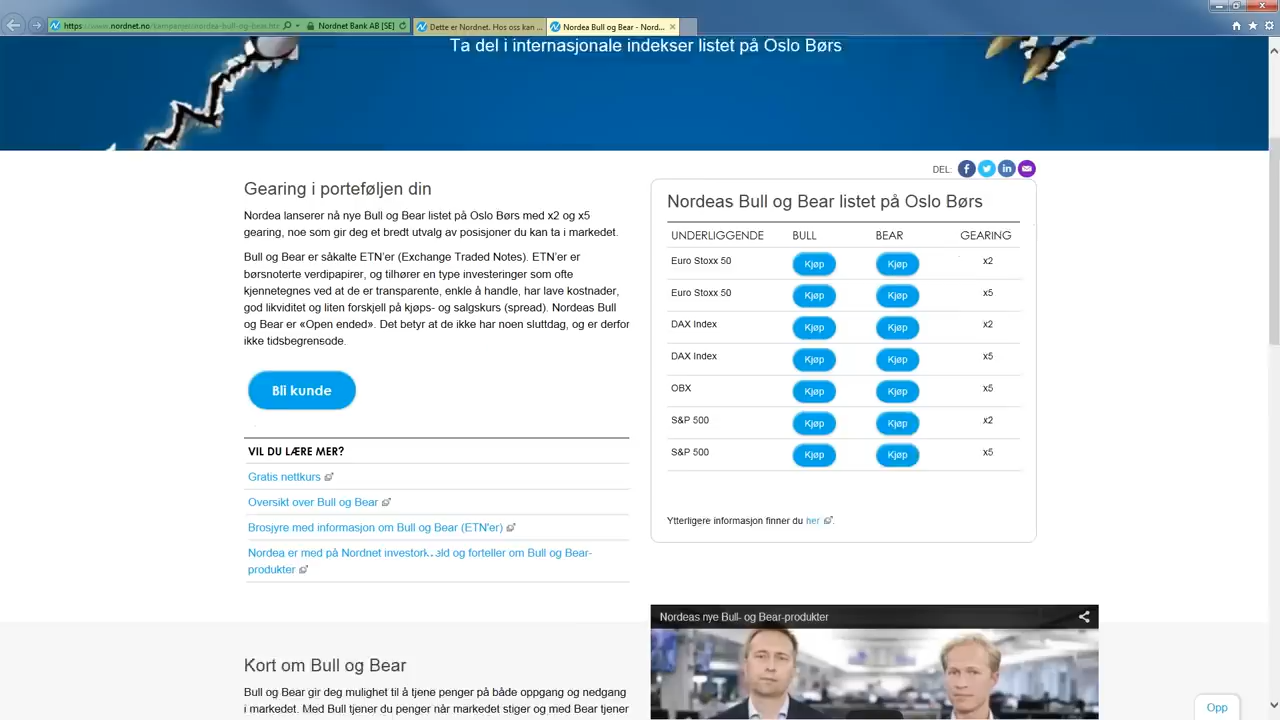 https://www.nordnet.no/kampanjer/nordea-bull-og-bear.htm
Nordnet Bank AB [SE]
Dette er Nordnet. Hos oss kan ...
Nordea Bull og Bear - Nord...
Ta del i internasjonale indekser listet på Oslo Børs
DEL:
Gearing i porteføljen din
Nordea lanserer nå nye Bull og Bear listet på Oslo Børs med x2 og x5
gearing, noe som gir deg et bredt utvalg av posisjoner du kan ta i markedet.
Bull og Bear er såkalte ETN'er (Exchange Traded Notes). ETN'er er
børsnoterte verdipapirer, og tilhører en type investeringer som ofte
kjennetegnes ved at de er transparente, enkle å handle, har lave kostnader,
god likviditet og liten forskjell på kjøps- og salgskurs (spread). Nordeas Bull
og Bear er «Open ended». Det betyr at de ikke har noen sluttdag, og er derfor
ikke tidsbegrensode.
Bli kunde
VIL DU LÆRE MER?
Gratis nettkurs
Oversikt over Bull og Bear
Brosjyre med informasjon om Bull og Bear (ETN'er)
Nordea er med på Nordnet og forteller om Bull og Bear-
produkter
Nordeas Bull og Bear listet på Oslo Børs
UNDERLIGGENDE BULL BEAR GEARING
Euro Stoxx 50 Kjøp Kjøp x2
Euro Stoxx 50 Kjøp Kjøp x5
DAX Index Kjøp Kjøp x2
DAX Index Kjøp Kjøp x5
OBX Kjøp Kjøp x5
S&P 500 Kjøp Kjøp x2
S&P 500 Kjøp Kjøp x5
Ytterligere informasjon finner du her.
Nordeas nye Bull- og Bear-produkter
Kort om Bull og Bear
Bull og Bear gir deg mulighet til å tjene penger på både oppgang og nedgang
i markedet. Med Bull tjener du penger når markedet stiger og med Bear tjener
Opp